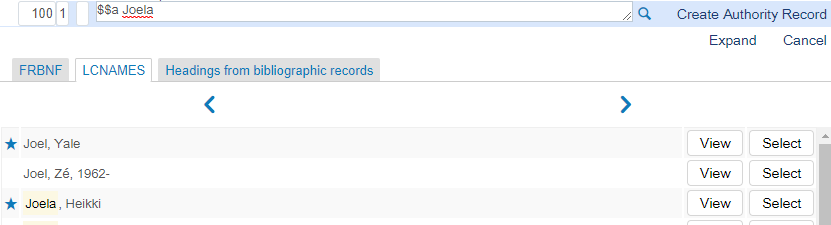 100 1 $$a Joela Create Authority Record
Expand Cancel
FRBNF LCNAMES Headings from bibliographic records
Joel, Yale View Select
Joel, Zé, 1962- View Select
Joela , Heikki View Select